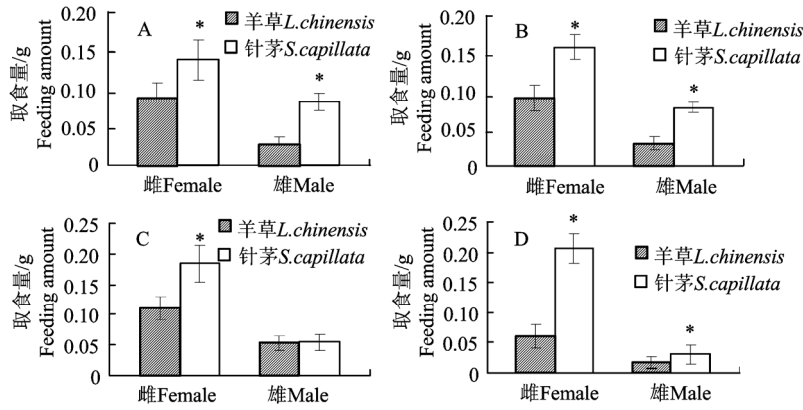 A
取食量/g
Feeding amount
0.20
0.15
0.10
0.05
0
羊草L.chinensis
针茅S.capillata
*
*
雌Female
雄Male
B
取食量/g
Feeding amount
0.20
0.15
0.10
0.05
0
羊草L.chinensis
针茅S.capillata
*
*
雌Female
雄Male
C
取食量/g
Feeding amount
0.25
0.20
0.15
0.10
0.05
0
羊草L.chinensis
针茅S.capillata
*
雌Female
雄Male
D
取食量/g
Feeding amount
0.25
0.20
0.15
0.10
0.05
0
羊草L.chinensis
针茅S.capillata
*
*
雌Female
雄Male